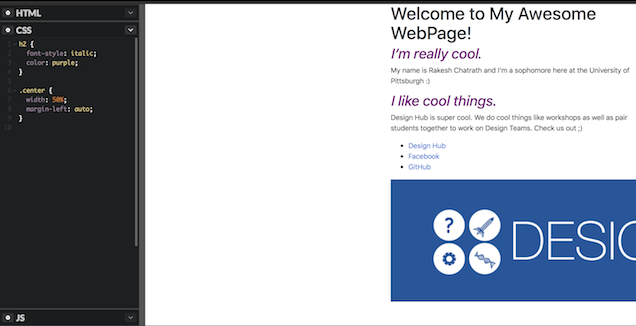 HTML
CSS
1 h2 {
2 font-style: italic;
3 color: purple;
4 }
5
6 .center {
7 width: 50%;
8 margin-left: auto;
9 }
10
JS
Welcome to My Awesome
WebPage!
I'm really cool.
My name is Rakesh Chatrath and I'm a sophomore here at the University of
Pittsburgh :)
I like cool things.
Design Hub is super cool. We do cool things like workshops as well as pair
students together to work on Design Teams. Check us out ;)
Design Hub
Facebook
GitHub
?
DESIG